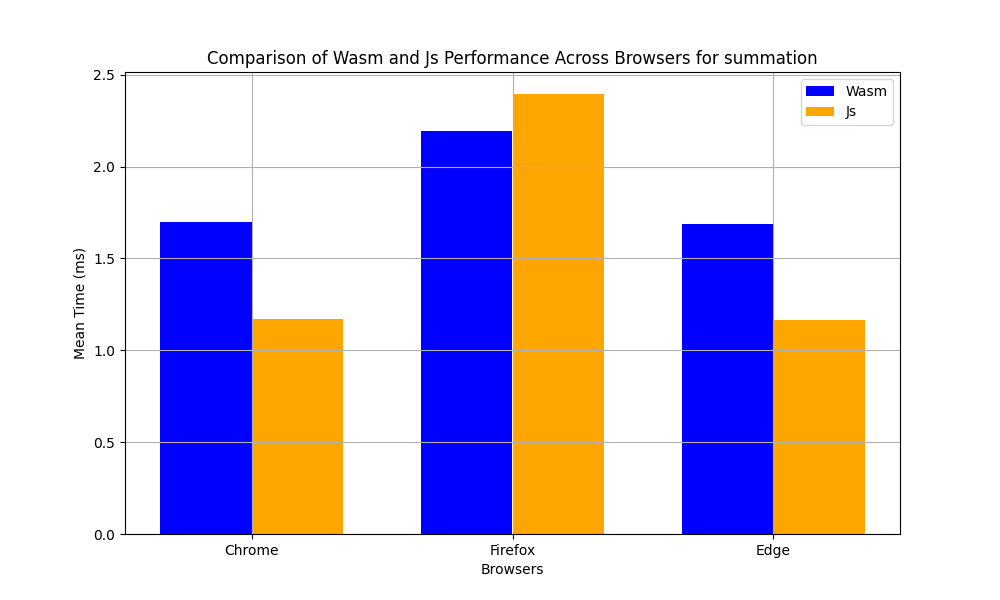 Comparison of Wasm and Js Performance Across Browsers for summation
Wasm
Js
Mean Time (ms)
2.5
2.0
1.5
1.0
0.5
0.0
Chrome
Firefox
Edge
Browsers